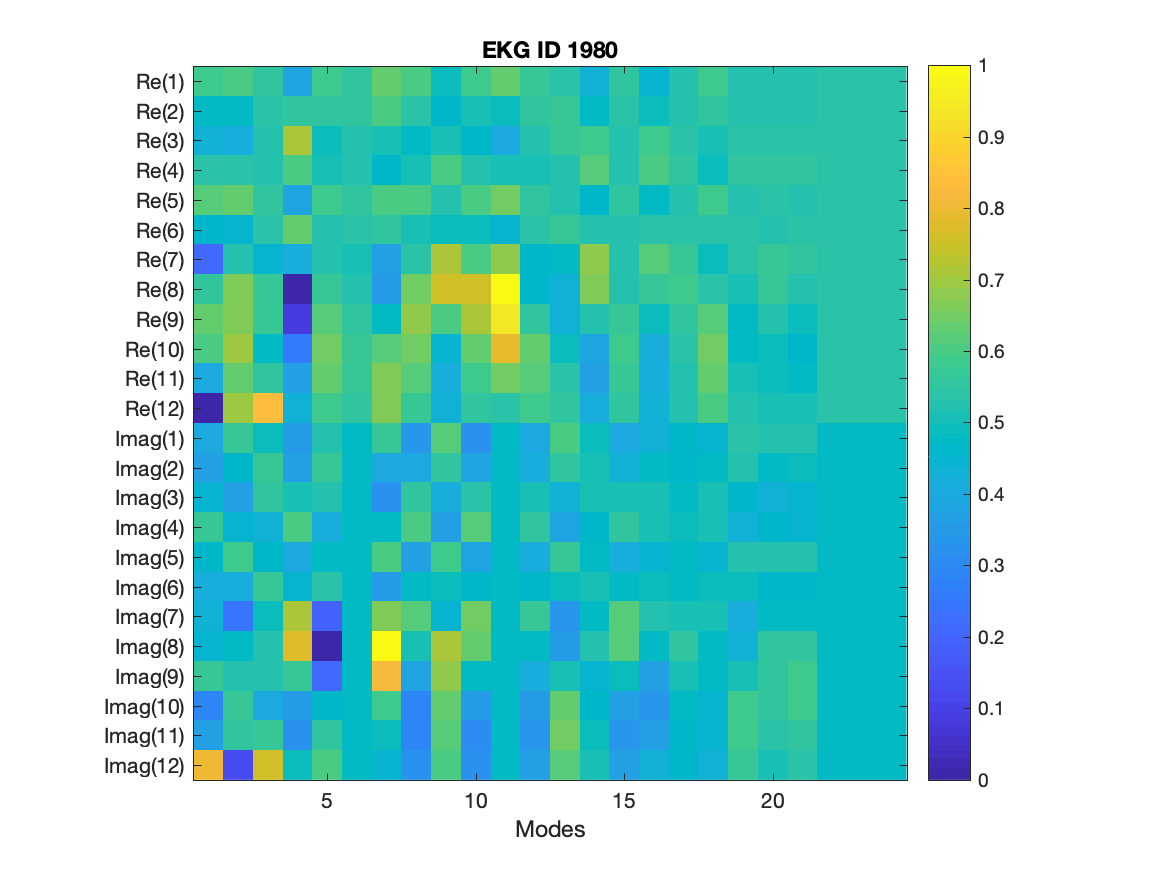 EKG ID 1980
Re(1)
Re(2)
Re(3)
Re(4)
Re(5)
Re(6)
Re(7)
Re(8)
Re(9)
Re(10)
Re(11)
Re(12)
Imag(1)
Imag(2)
Imag(3)
Imag(4)
Imag(5)
Imag(6)
Imag(7)
Imag(8)
Imag(9)
Imag(10)
Imag(11)
Imag(12)
5 10 15 20
Modes
1
0.9
0.8
0.7
0.6
0.5
0.4
0.3
0.2
0.1
0